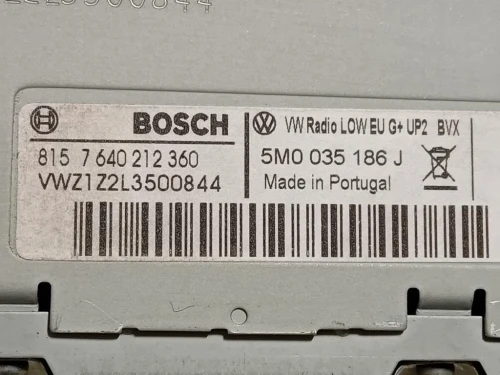 BOSCH
815 7 640 212 360
VWZ1Z2L3500844
VW Radio LOW EU G+ UP2 BVX
5M0 035 186 J
Made in Portugal